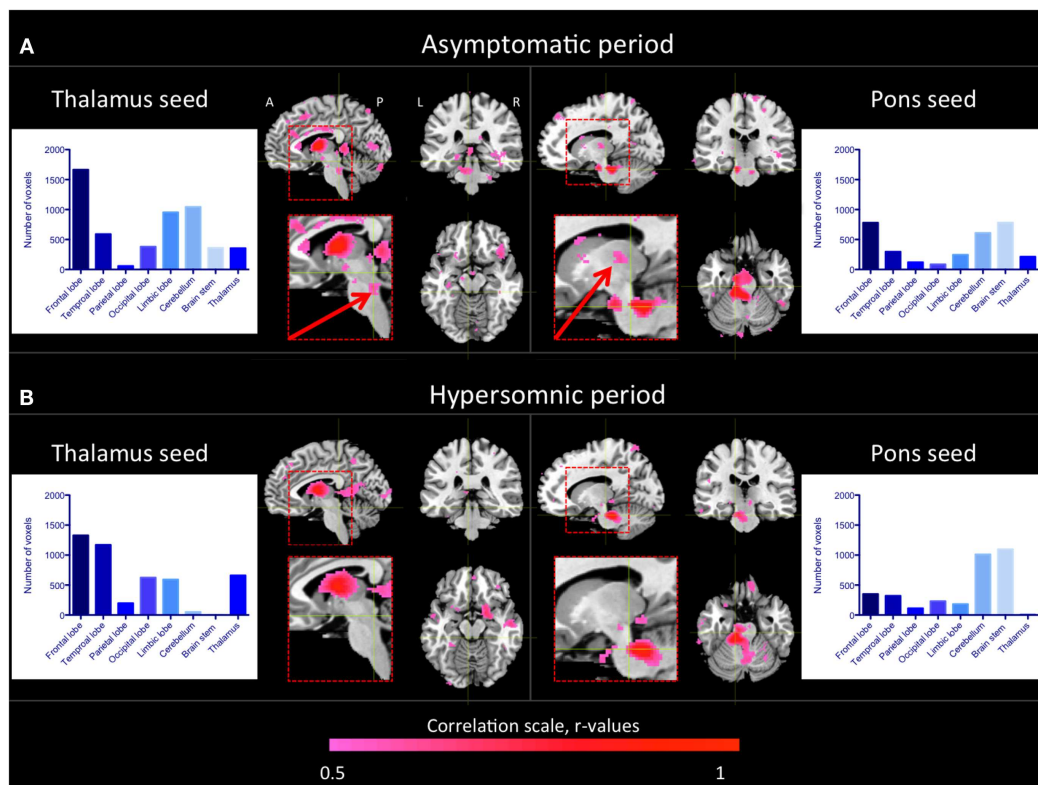 A
Asymptomatic period
Thalamus seed
A P L R
Pons seed
2000
1500
1000
500
0
Number of voxels
Frontal lobe
Temproal lobe
Parietal lobe
Occipital lobe
Limbic lobe
Cerebellum
Brain stem
Thalamus
2000
1500
1000
500
0
Number of voxels
Frontal lobe
Temproal lobe
Parietal lobe
Occipital lobe
Limbic lobe
Cerebellum
Brain stem
Thalamus
B
Hypersomnic period
Thalamus seed
Pons seed
2000
1500
1000
500
0
Number of voxels
Frontal lobe
Temproal lobe
Parietal lobe
Occipital lobe
Limbic lobe
Cerebellum
Brain stem
Thalamus
2000
1500
1000
500
0
Number of voxels
Frontal lobe
Temproal lobe
Parietal lobe
Occipital lobe
Limbic lobe
Cerebellum
Brain stem
Thalamus
Correlation scale, r-values
0.5 1